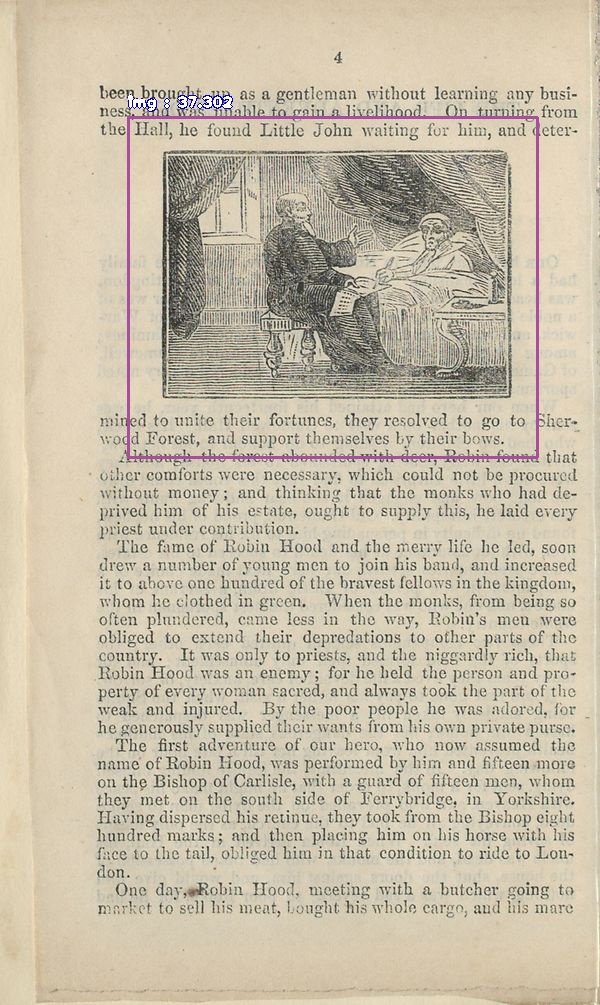 img : 37.302
4
been brought up as a gentleman without learning any busi-
ness, and was unable to gain a livelihood. On turning from
the Hall, he found Little John waiting for him, and deter-
mined to unite their fortunes, they resolved to go to Sher-
wood Forest, and support themselves by their bows.
Although the forest abounded with deer, Robin found that
other comforts were necessary, which could not be procured
without money; and thinking that the monks who had de-
prived him of his estate, ought to supply this, he laid every
priest under contribution.
The fame of Robin Hood and the merry life he led, soon
drew a number of young men to join his band, and increased
it to above one hundred of the bravest fellows in the kingdom,
whom he clothed in green. When the monks, from being so
often plundered, came less in the way, Robin's men were
obliged to extend their depredations to other parts of the
country. It was only to priests, and the niggardly rich, that
Robin Hood was an enemy; for he held the person and pro-
perty of every woman sacred, and always took the part of the
weak and injured. By the poor people he was adored, for
he generously supplied their wants from his own private purse.
The first adventure of our hero, who now assumed the
name of Robin Hood, was performed by him and fifteen more
on the Bishop of Carlisle, with a guard of fifteen men, whom
they met on the south side of Ferrybridge, in Yorkshire.
Having dispersed his retinue, they took from the Bishop eight
hundred marks; and then placing him on his horse with his
face to the tail, obliged him in that condition to ride to Lon-
don.
One day, Robin Hood, meeting with a butcher going to
market to sell his meat, bought his whole cargo, and his mare